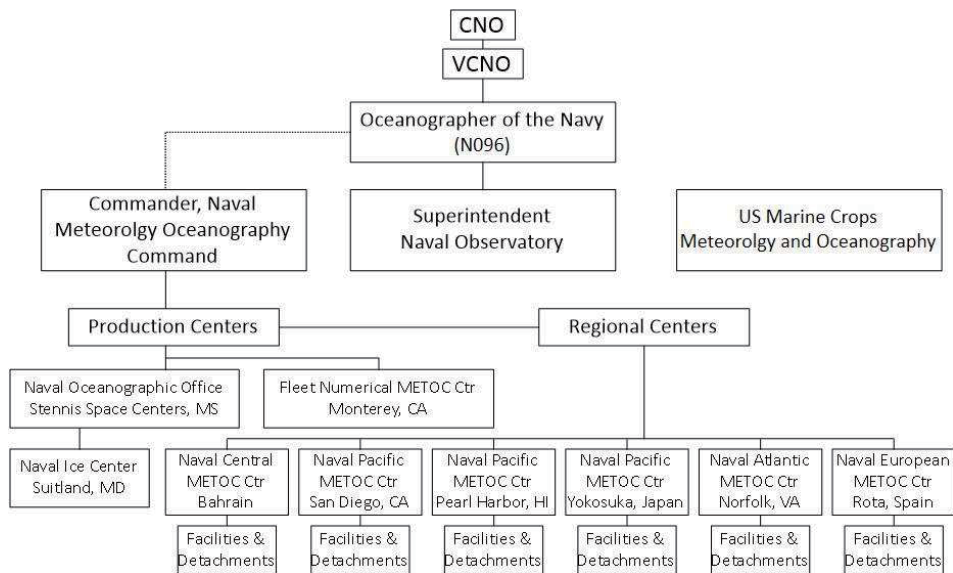 CNO
VCNO
Oceanographer of the Navy
(N096)
Commander, Naval
Meteorolgy Oceanography
Command
Superintendent
Naval Observatory
US Marine Crops
Meteorolgy and Oceanography
Production Centers
Regional Centers
Naval Oceanographic Office
Stennis Space Centers, MS
Fleet Numerical METOC Ctr
Monterey, CA
Naval Ice Center
Suitland, MD
Naval Central
METOC Ctr
Bahrain
Naval Pacific
METOC Ctr
San Diego, CA
Naval Pacific
METOC Ctr
Pearl Harbor, HI
Naval Pacific
METOC Ctr
Yokosuka, Japan
Naval Atlantic
METOC Ctr
Norfolk, VA
Naval European
METOC Ctr
Rota, Spain
Facilities &
Detachments
Facilities &
Detachments
Facilities &
Detachments
Facilities &
Detachments
Facilities &
Detachments
Facilities &
Detachments